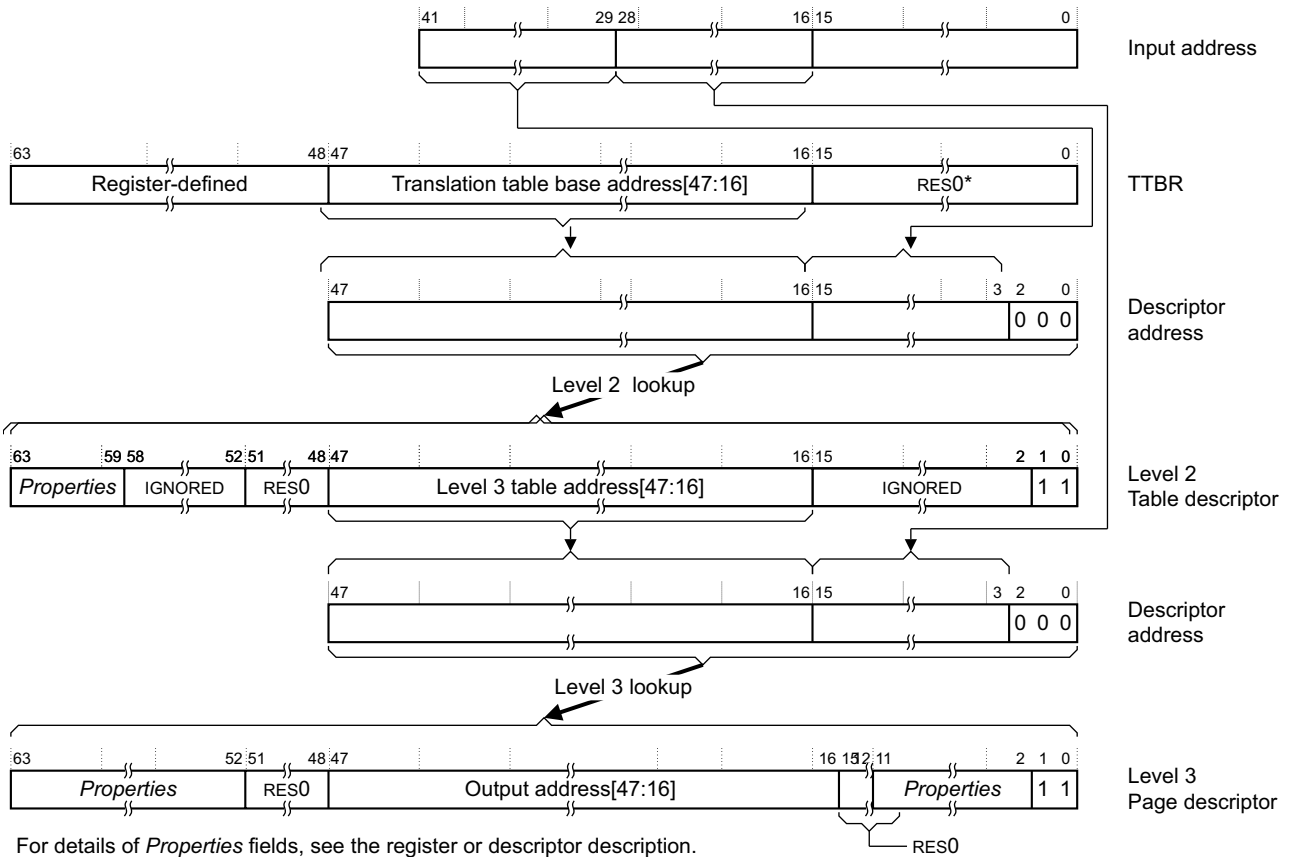 41 29 28 16 15 0
Input address
63 48 47 16 15 0
Register-defined Translation table base address[47:16] RES0* TTBR
47 16 15 3 2 0
0 0 0
Descriptor
address
Level 2 lookup
63 59 58 52 51 48 47 16 15 2 1 0
Properties IGNORED RES0 Level 3 table address[47:16] IGNORED 1 1
Level 2
Table descriptor
47 16 15 3 2 0
0 0 0
Descriptor
address
Level 3 lookup
63 52 51 48 47 16 15 12 11 2 1 0
Properties RES0 Output address[47:16] Properties 1 1
Level 3
Page descriptor
For details of Properties fields, see the register or descriptor description.
RES0